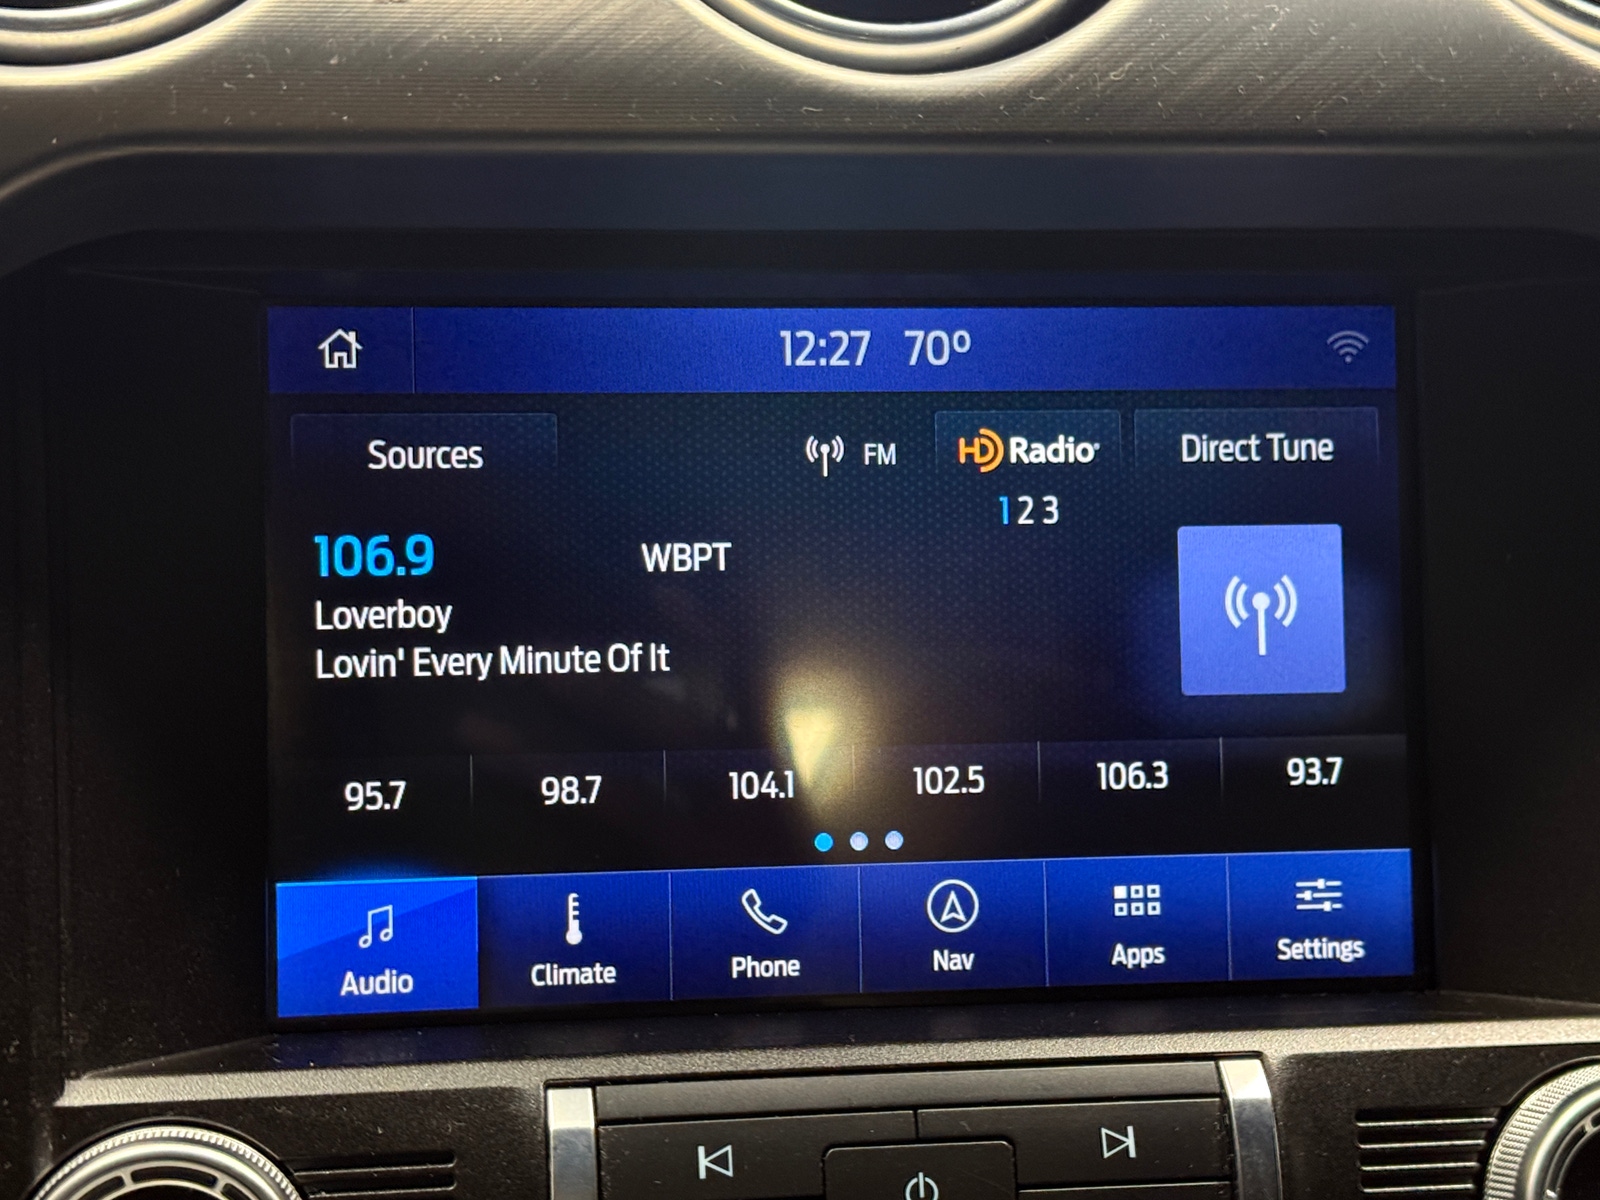 12:27 70º
Sources
FM
HD Radio
Direct Tune
1 2 3
106.9
WBPT
Loverboy
Lovin' Every Minute Of It
95.7
98.7
104.1
102.5
106.3
93.7
Audio
Climate
Phone
Nav
Apps
Settings